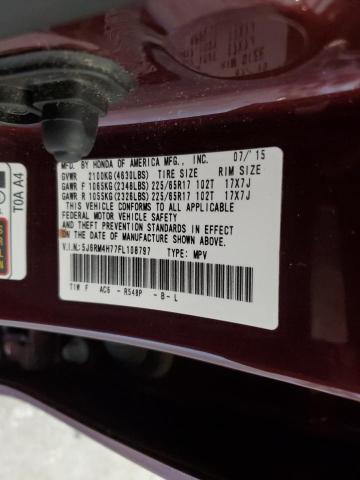 MFD. BY HONDA OF AMERICA MFG., INC. 07/'15
GVWR 2100KG(4630LBS) TIRE SIZE RIM SIZE
GAWR F 1065KG(2348LBS) 225/65R17 102T 17X7J
GAWR R 1055KG(2326LBS) 225/65R17 102T 17X7J
THIS VEHICLE CONFORMS TO ALL APPLICABLE
FEDERAL MOTOR VEHICLE SAFETY AND
THEFT PREVENTION STANDARDS IN EFFECT ON THE
DATE OF MANUFACTURE SHOWN ABOVE.
V.I.N:5J6RM4H77FL108797 TYPE: MPV
AC6 - R548P - B - L
TOA A4
SRL